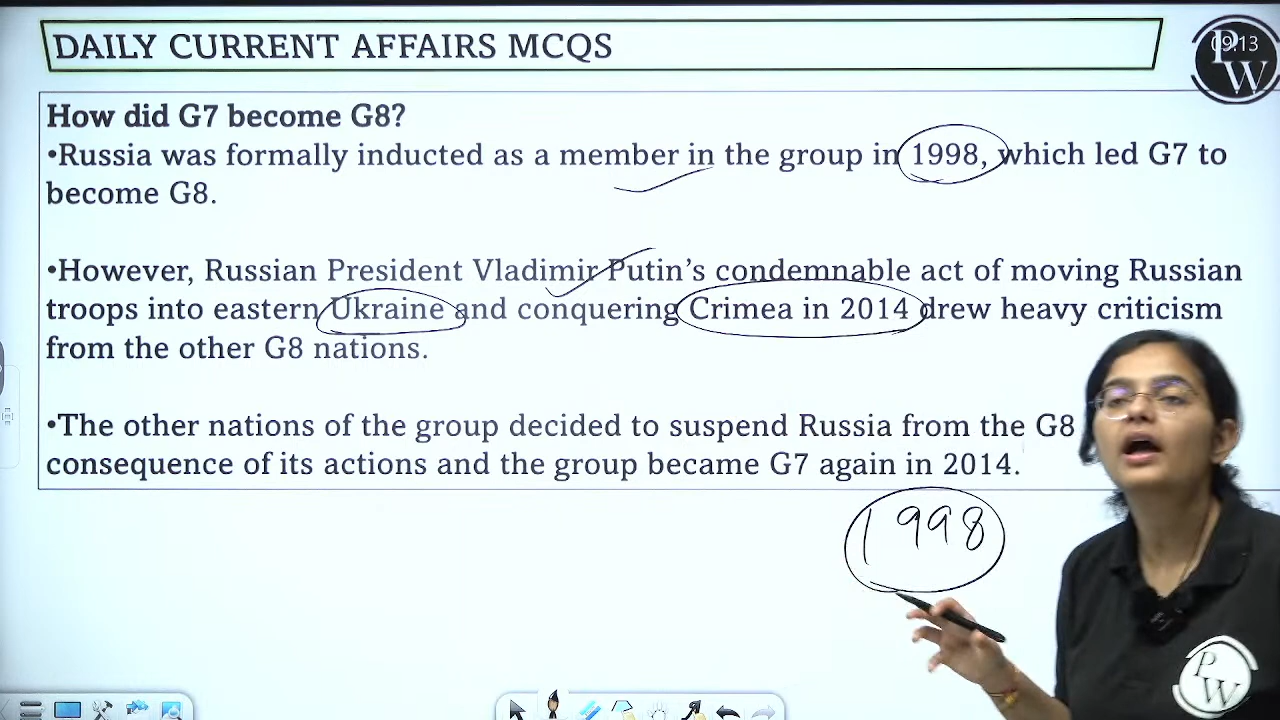 DAILY CURRENT AFFAIRS MCQS
09:13
PW
How did G7 become G8?
•Russia was formally inducted as a member in the group in 1998, which led G7 to
become G8.
•However, Russian President Vladimir Putin's condemnable act of moving Russian
troops into eastern Ukraine and conquering Crimea in 2014 drew heavy criticism
from the other G8 nations.
•The other nations of the group decided to suspend Russia from the G8
consequence of its actions and the group became G7 again in 2014.
1998
PW